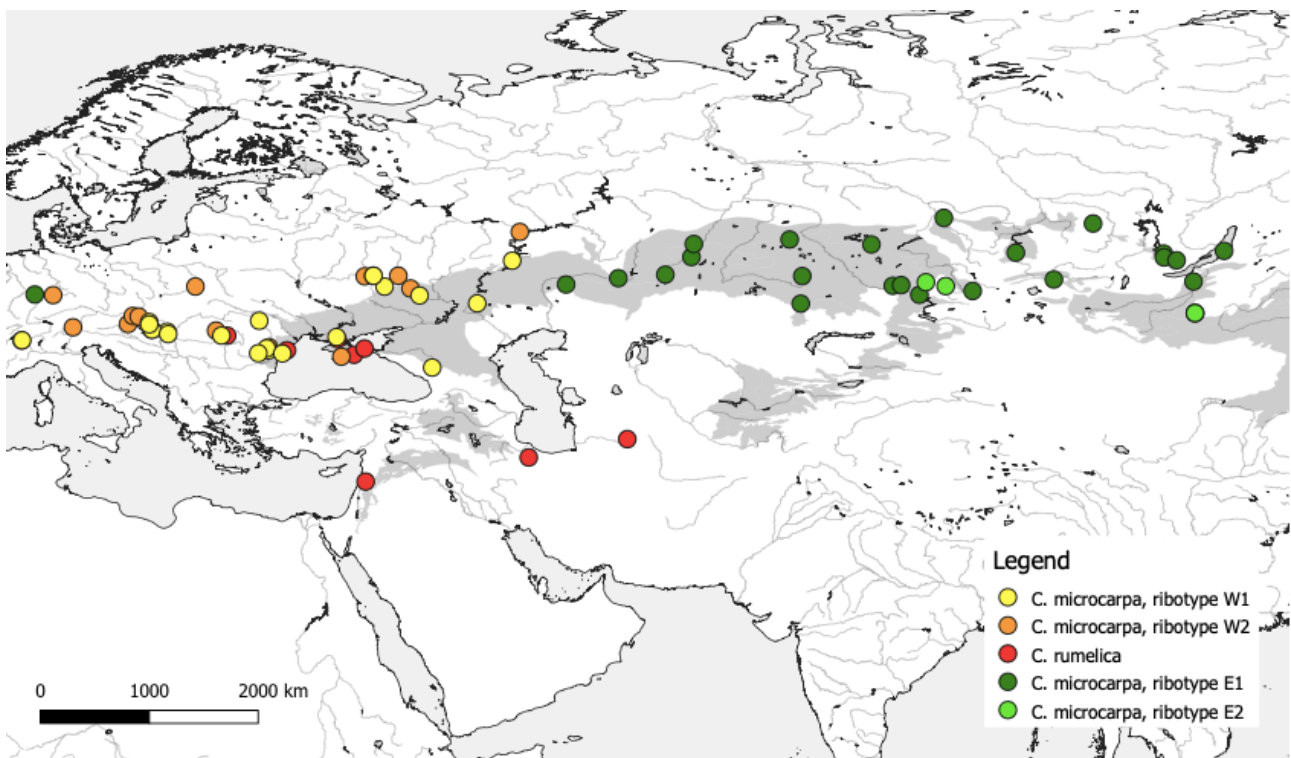 Legend
C. microcarpa, ribotype W1
C. microcarpa, ribotype W2
C. rumelica
C. microcarpa, ribotype E1
C. microcarpa, ribotype E2
0 1000 2000 km